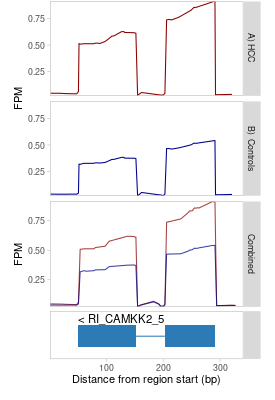 0.75
0.50
0.25
A) HCC
FPM
0.75
0.50
0.25
B) Controls
0.75
0.50
0.25
Combined
FPM
< RI_CAMKK2_5
100
200
300
Distance from region start (bp)